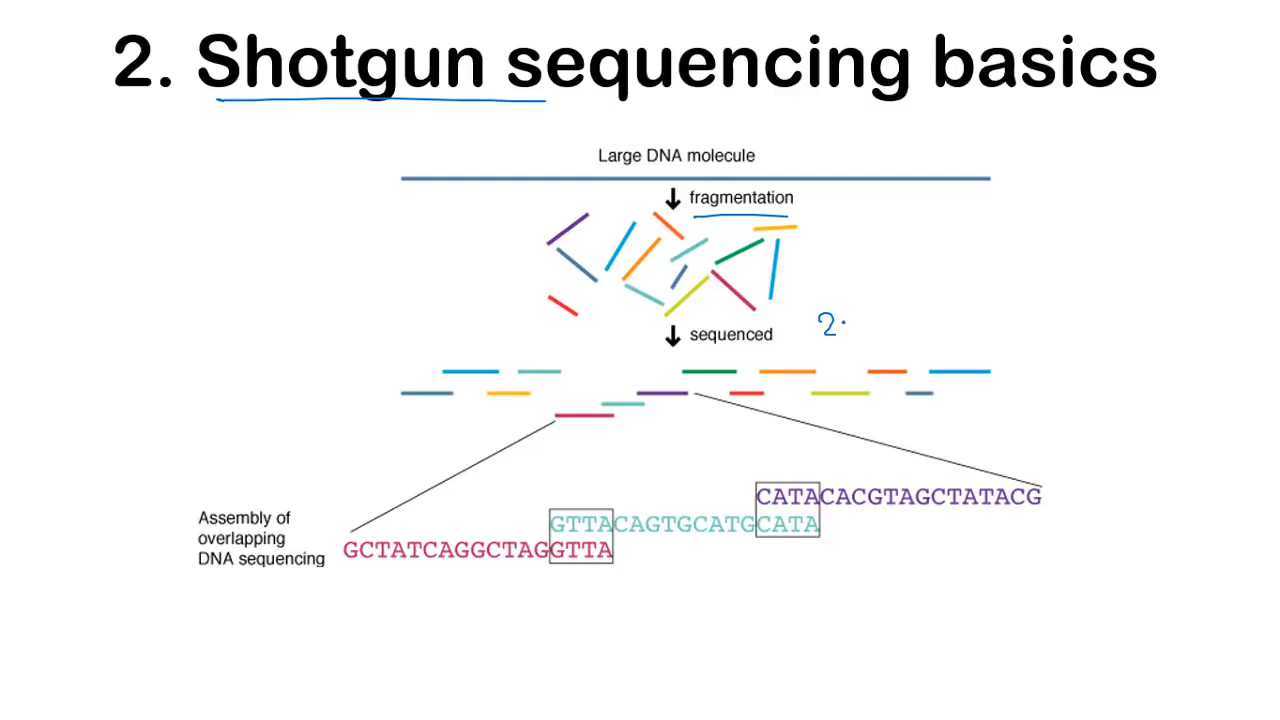 2. Shotgun sequencing basics
Large DNA molecule
fragmentation
sequenced
2.
CATACACGTAGCTATACG
Assembly of
overlapping
DNA sequencing
GTTACAGTGCATGCATA
GCTATCAGGCTAGGTTA